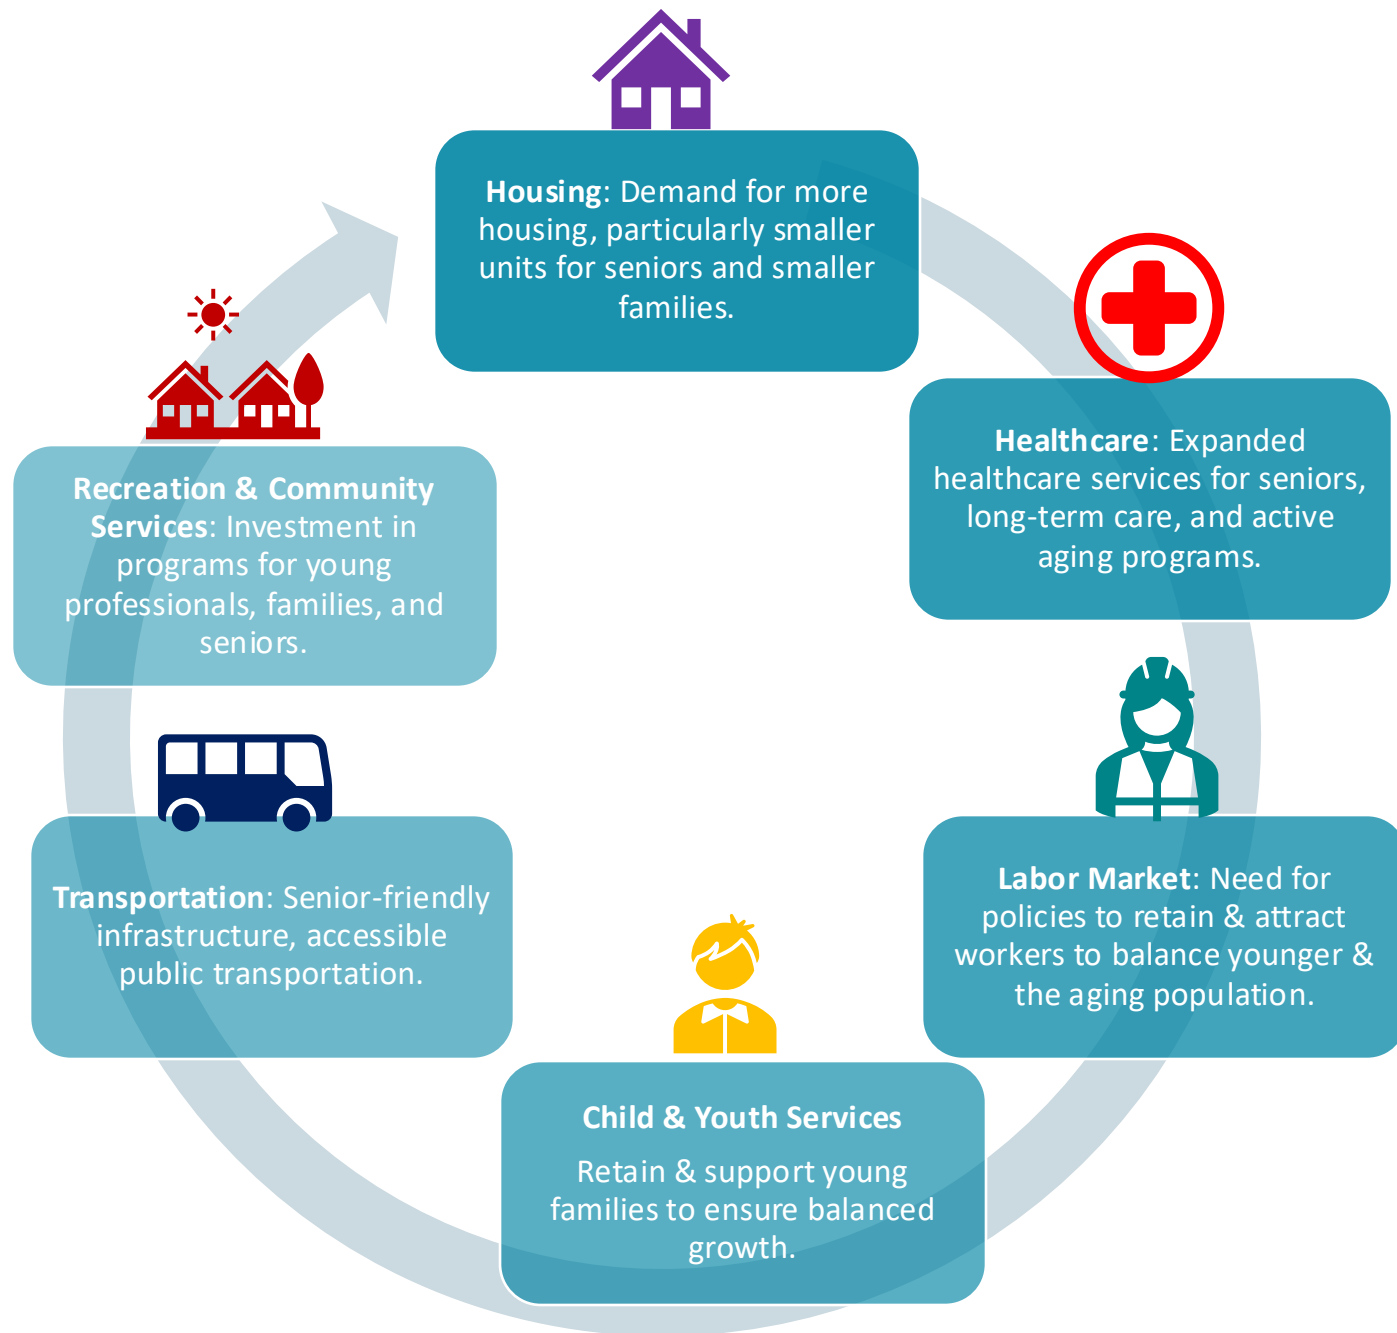 Housing: Demand for more
housing, particularly smaller
units for seniors and smaller
families.
Healthcare: Expanded
healthcare services for seniors,
long-term care, and active
aging programs.
Labor Market: Need for
policies to retain & attract
workers to balance younger &
the aging population.
Child & Youth Services
Retain & support young
families to ensure balanced
growth.
Transportation: Senior-friendly
infrastructure, accessible
public transportation.
Recreation & Community
Services: Investment in
programs for young
professionals, families, and
seniors.